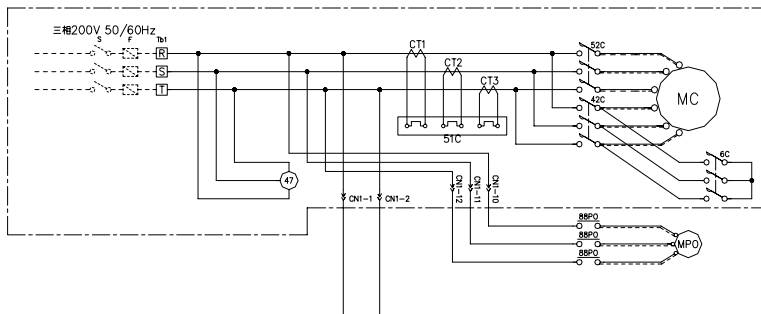 三相200V 50/60Hz
S F Tb1
R
S
T
CT1
CT2
CT3
51C
52C
42C
MC
6C
47
CN1-1
CN1-2
CN1-12
CN1-11
CN1-10
88PO
88PO
88PO
MPO